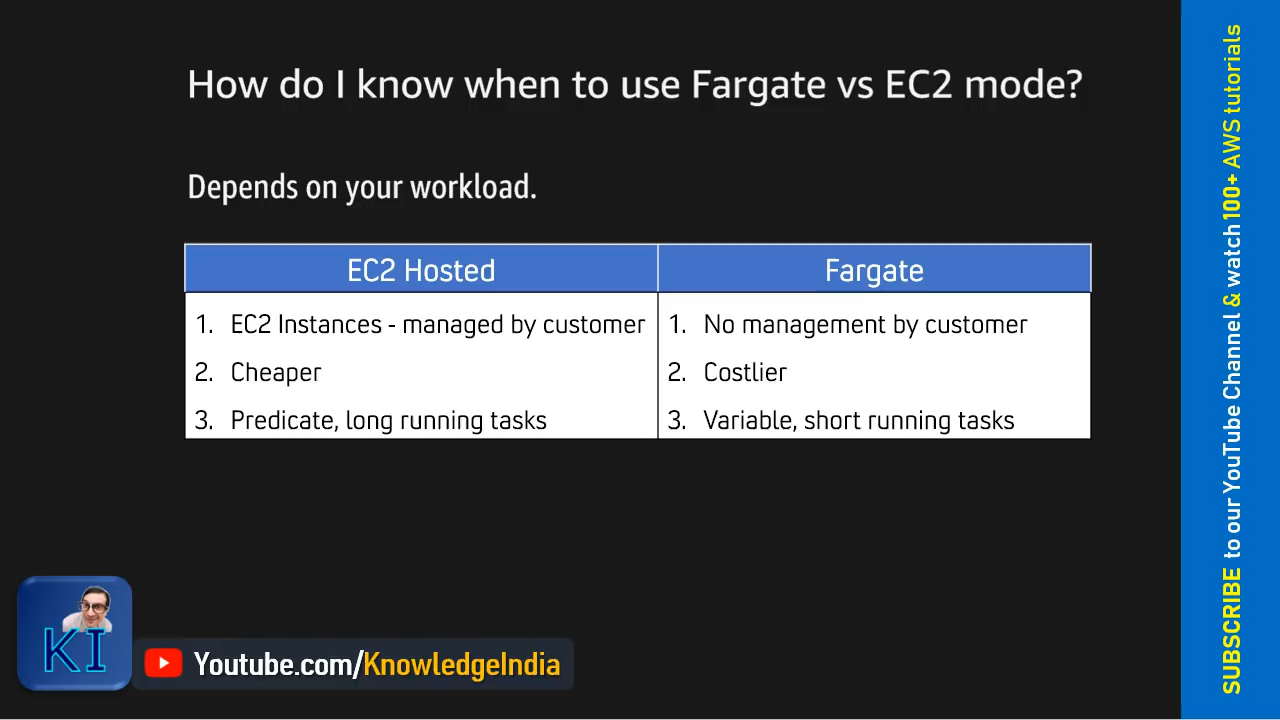 How do I know when to use Fargate vs EC2 mode?
Depends on your workload.
EC2 Hosted
Fargate
1. EC2 Instances - managed by customer
2. Cheaper
3. Predicate, long running tasks
1. No management by customer
2. Costlier
3. Variable, short running tasks
KI
Youtube.com/KnowledgeIndia
SUBSCRIBE to our YouTube Channel & watch 100+ AWS tutorials